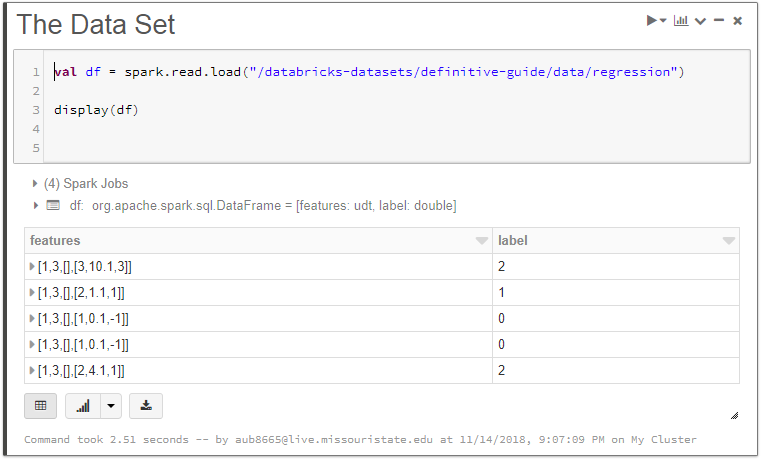 The Data Set
1 val df = spark.read.load("/databricks-datasets/definitive-guide/data/regression")
2
3 display(df)
4
5
(4) Spark Jobs
df: org.apache.spark.sql.DataFrame = [features: udt, label: double]
features label
[1,3,[],[3,10.1,3]] 2
[1,3,[],[2,1.1,1]] 1
[1,3,[],[1,0.1,-1]] 0
[1,3,[],[1,0.1,-1]] 0
[1,3,[],[2,4.1,1]] 2
Command took 2.51 seconds -- by aub8665@live.missouristate.edu at 11/14/2018, 9:07:09 PM on My Cluster